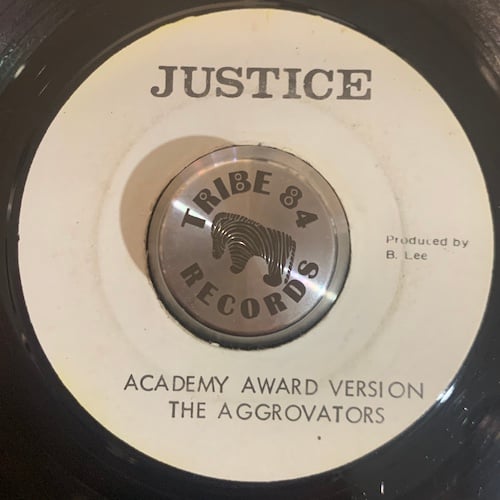 JUSTICE
TRIBE 84
RECORDS
Produced by
B. Lee
ACADEMY AWARD VERSION
THE AGGROVATORS